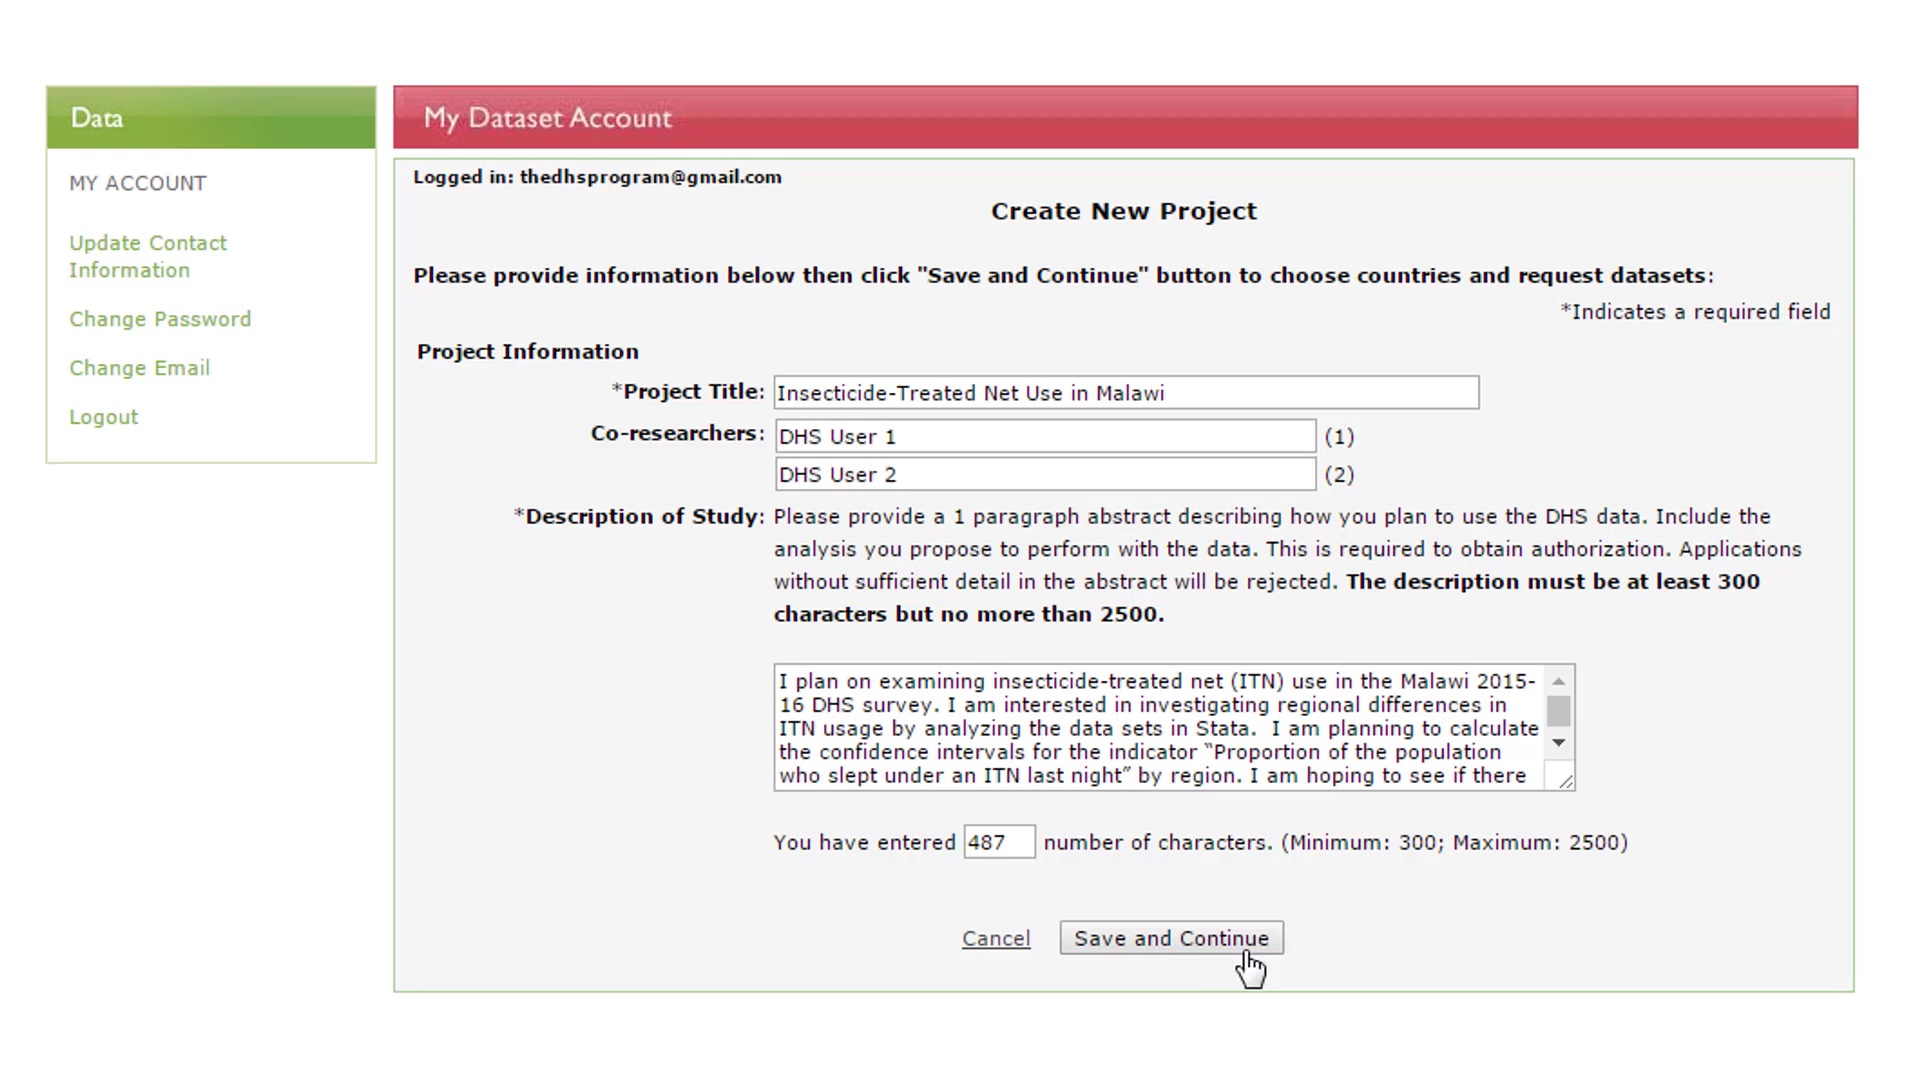 Data
MY ACCOUNT
Update Contact
Information
Change Password
Change Email
Logout
My Dataset Account
Logged in: thedhsprogram@gmail.com
Create New Project
Please provide information below then click "Save and Continue" button to choose countries and request datasets:
*Indicates a required field
Project Information
*Project Title: Insecticide-Treated Net Use in Malawi
Co-researchers: DHS User 1 (1)
DHS User 2 (2)
*Description of Study: Please provide a 1 paragraph abstract describing how you plan to use the DHS data. Include the
analysis you propose to perform with the data. This is required to obtain authorization. Applications
without sufficient detail in the abstract will be rejected. The description must be at least 300
characters but no more than 2500.
I plan on examining insecticide-treated net (ITN) use in the Malawi 2015-
16 DHS survey. I am interested in investigating regional differences in
ITN usage by analyzing the data sets in Stata.  I am planning to calculate
the confidence intervals for the indicator “Proportion of the population
who slept under an ITN last night” by region. I am hoping to see if there
You have entered 487 number of characters. (Minimum: 300; Maximum: 2500)
Cancel Save and Continue